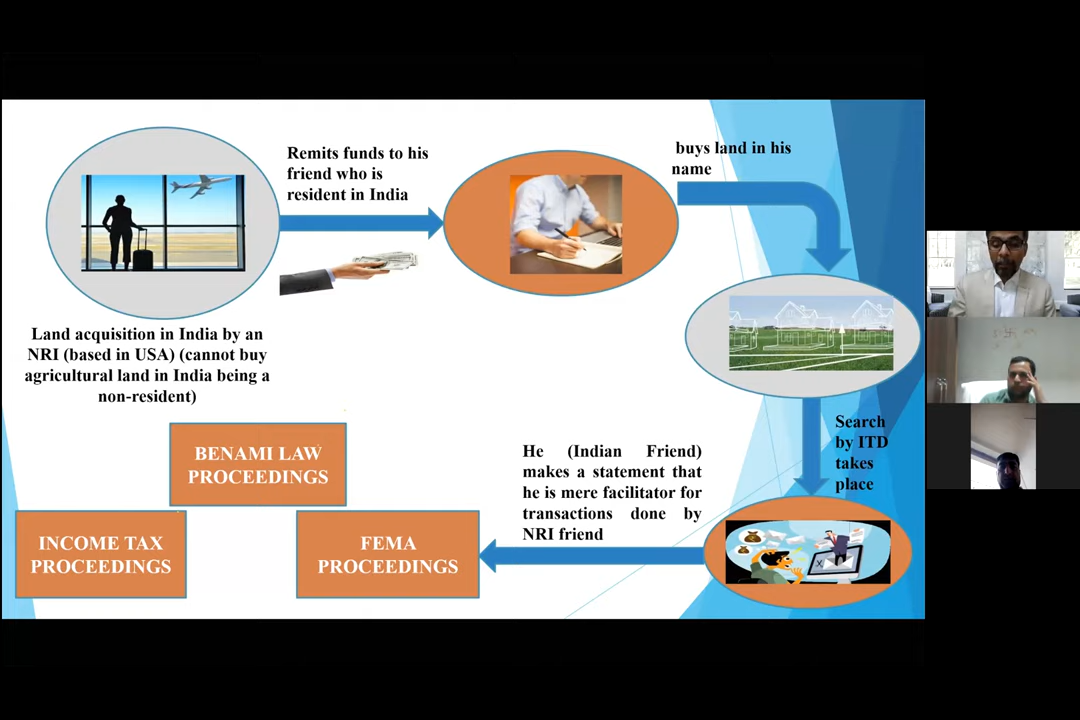 Remits funds to his
friend who is
resident in India
buys land in his
name
Land acquisition in India by an
NRI (based in USA) (cannot buy
agricultural land in India being a
non-resident)
Search
by ITD
takes
place
He (Indian Friend)
makes a statement that
he is mere facilitator for
transactions done by
NRI friend
BENAMI LAW
PROCEEDINGS
INCOME TAX
PROCEEDINGS
FEMA
PROCEEDINGS